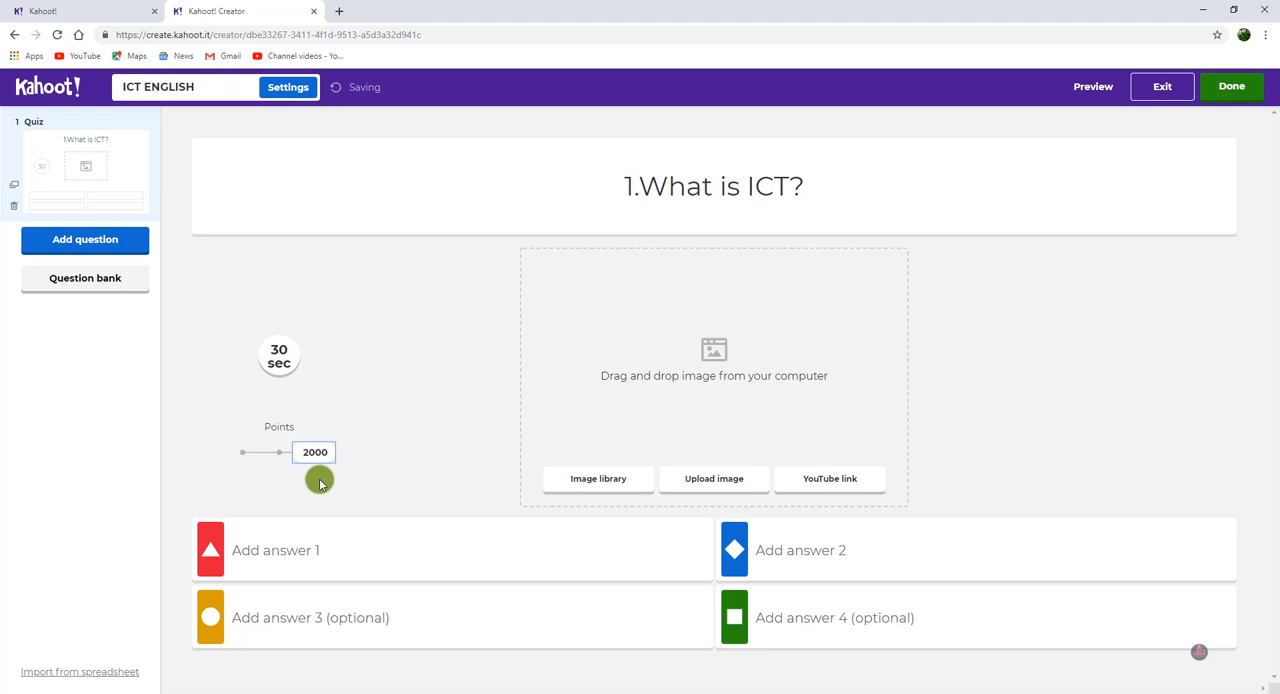 Kahoot!
Kahoot! Creator
https://create.kahoot.it/creator/dbe33267-3411-4f1d-9513-a5d3a32d941c
Apps YouTube Maps News Gmail Channel videos - Yo...
Kahoot! ICT ENGLISH Settings Saving Preview Exit Done
1 Quiz
1.What is ICT?
30
Add question
Question bank
Import from spreadsheet
1.What is ICT?
30
sec
Points
2000
Drag and drop image from your computer
Image library Upload image YouTube link
Add answer 1
Add answer 2
Add answer 3 (optional)
Add answer 4 (optional)